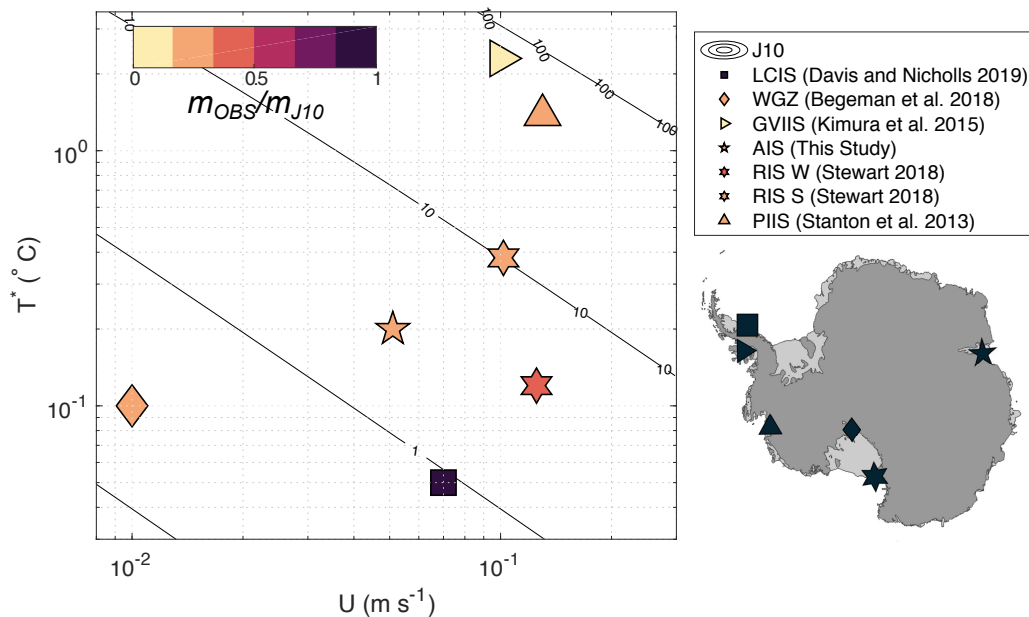 10
100
100
100
100
0
0.5
1
m_OBS/m_J10
10
10
1
10^0
10^-1
T* (° C)
10^-2
10^-1
U (m s^-1)
J10
LCIS (Davis and Nicholls 2019)
WGZ (Begeman et al. 2018)
GVIIS (Kimura et al. 2015)
AIS (This Study)
RIS W (Stewart 2018)
RIS S (Stewart 2018)
PIIS (Stanton et al. 2013)